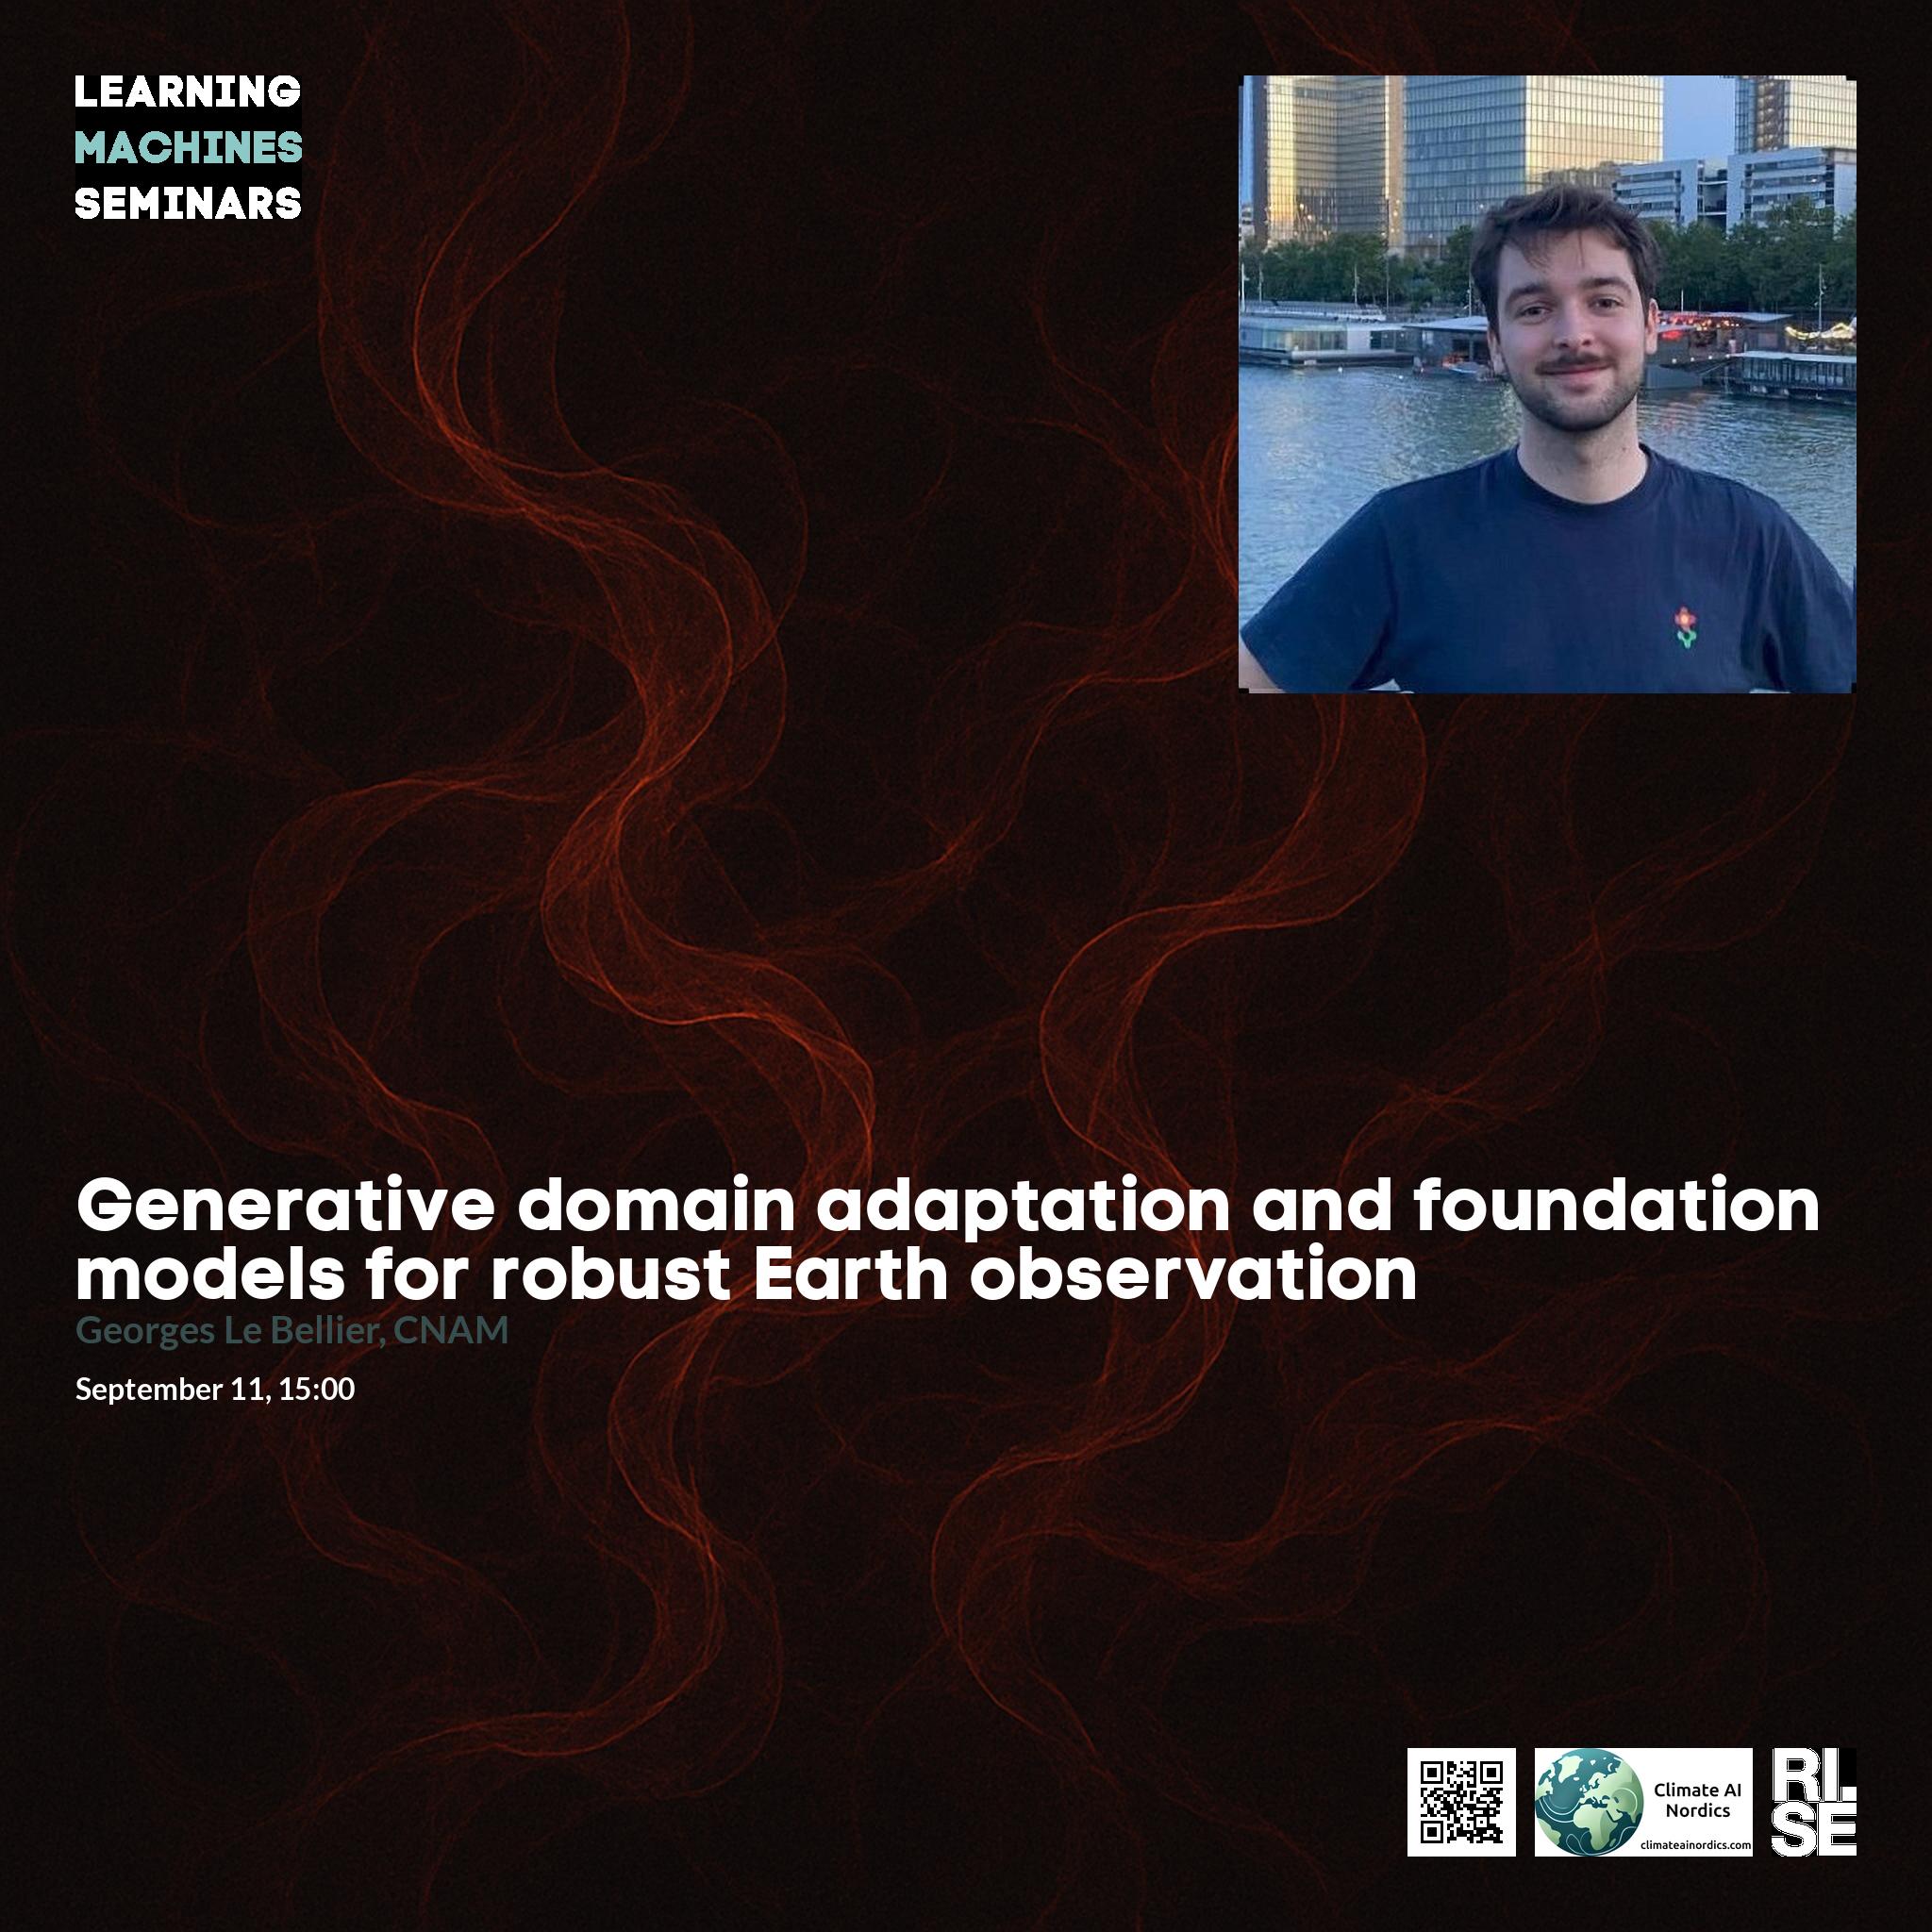 LEARNING
MACHINES
SEMINARS
Generative domain adaptation and foundation
models for robust Earth observation
Georges Le Bellier, CNAM
September 11, 15:00
Climate AI
Nordics
climateainordics.com
RI.
SE